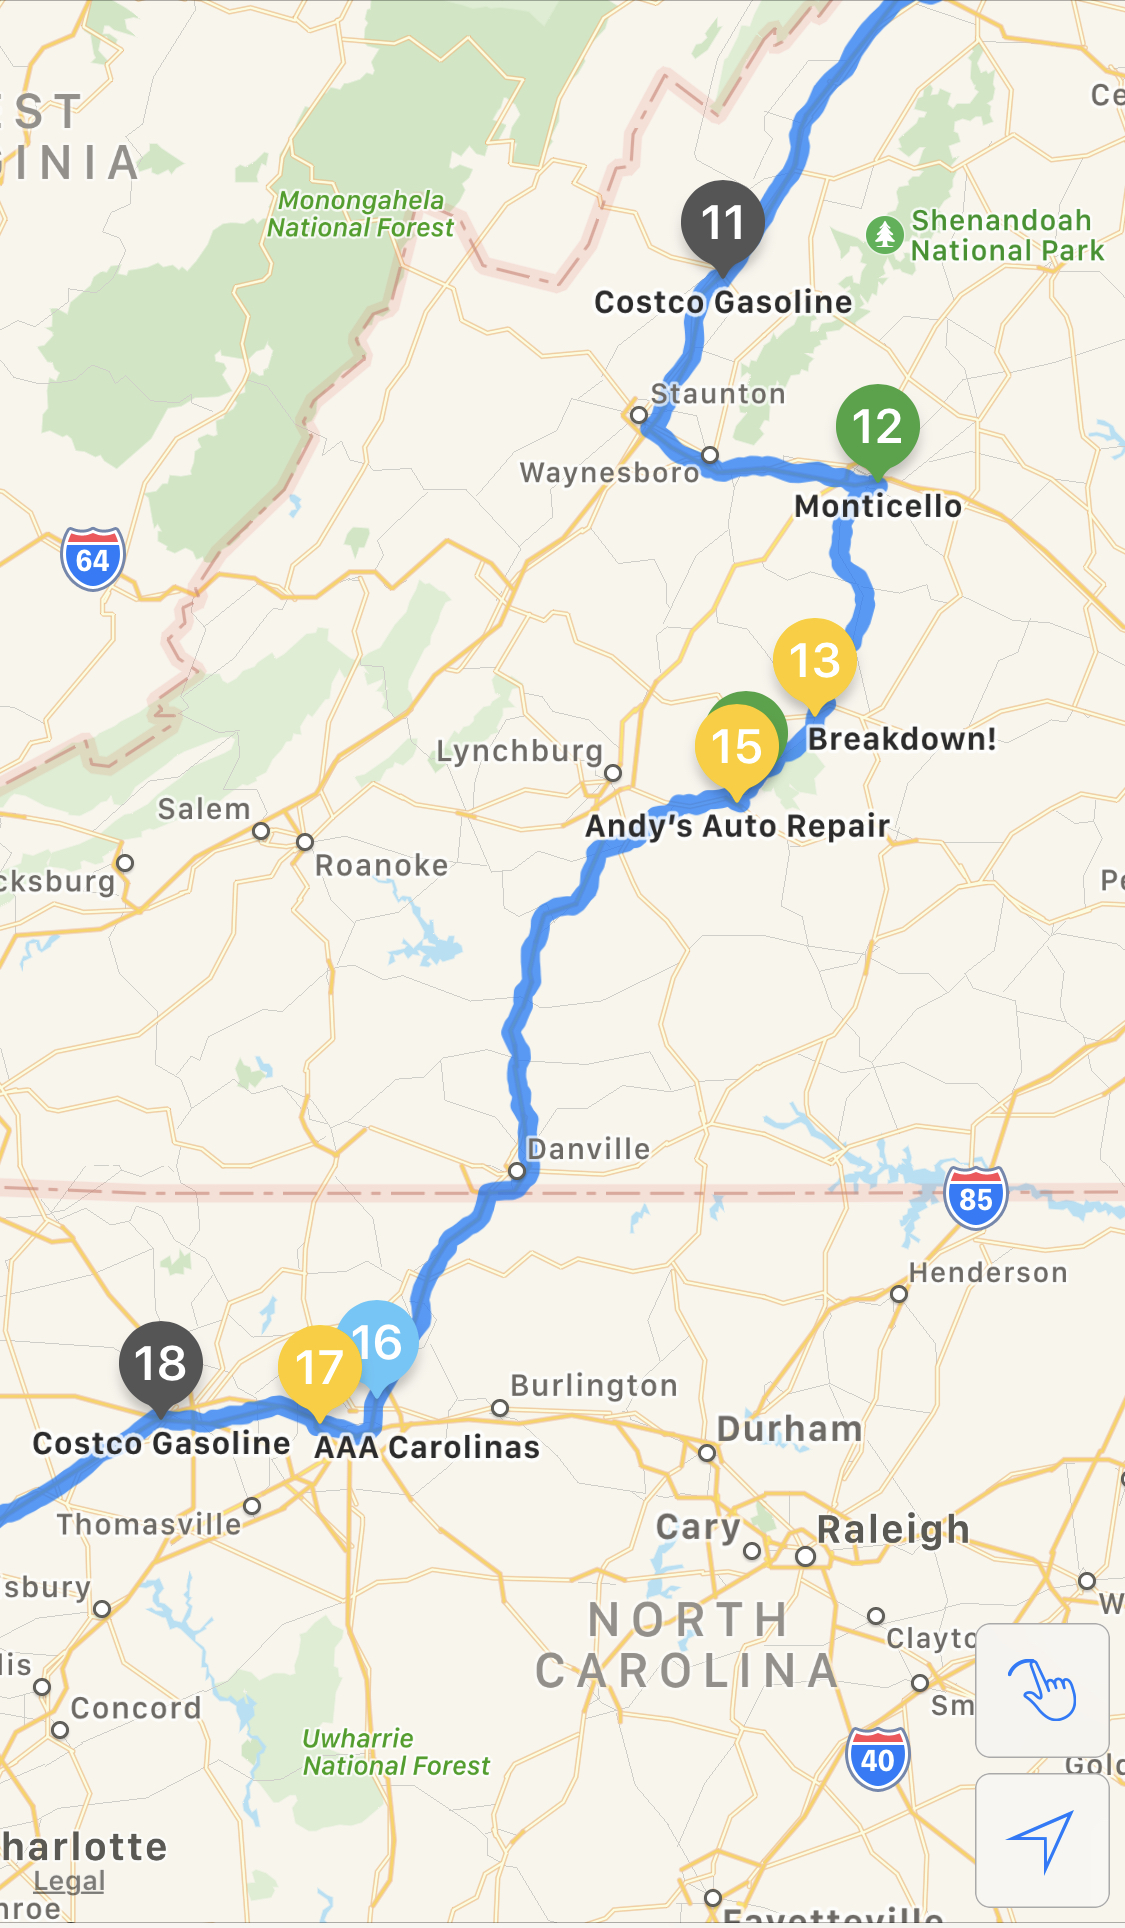 EST
GINIA
Ce
Monongahela
National Forest
11
Shenandoah
National Park
Costco Gasoline
Staunton
12
Waynesboro
Monticello
64
13
15
Breakdown!
Lynchburg
Salem
Andy's Auto Repair
Roanoke
cksburg
Pe
Danville
85
Henderson
18
17
16
Burlington
Costco Gasoline
AAA Carolinas
Durham
Thomasville
Cary
Raleigh
sbury
NORTH
CAROLINA
W
Clayto
lis
Concord
Sm
Uwharrie
National Forest
40
Gold
harlotte
Legal
nroe
Fayetteville